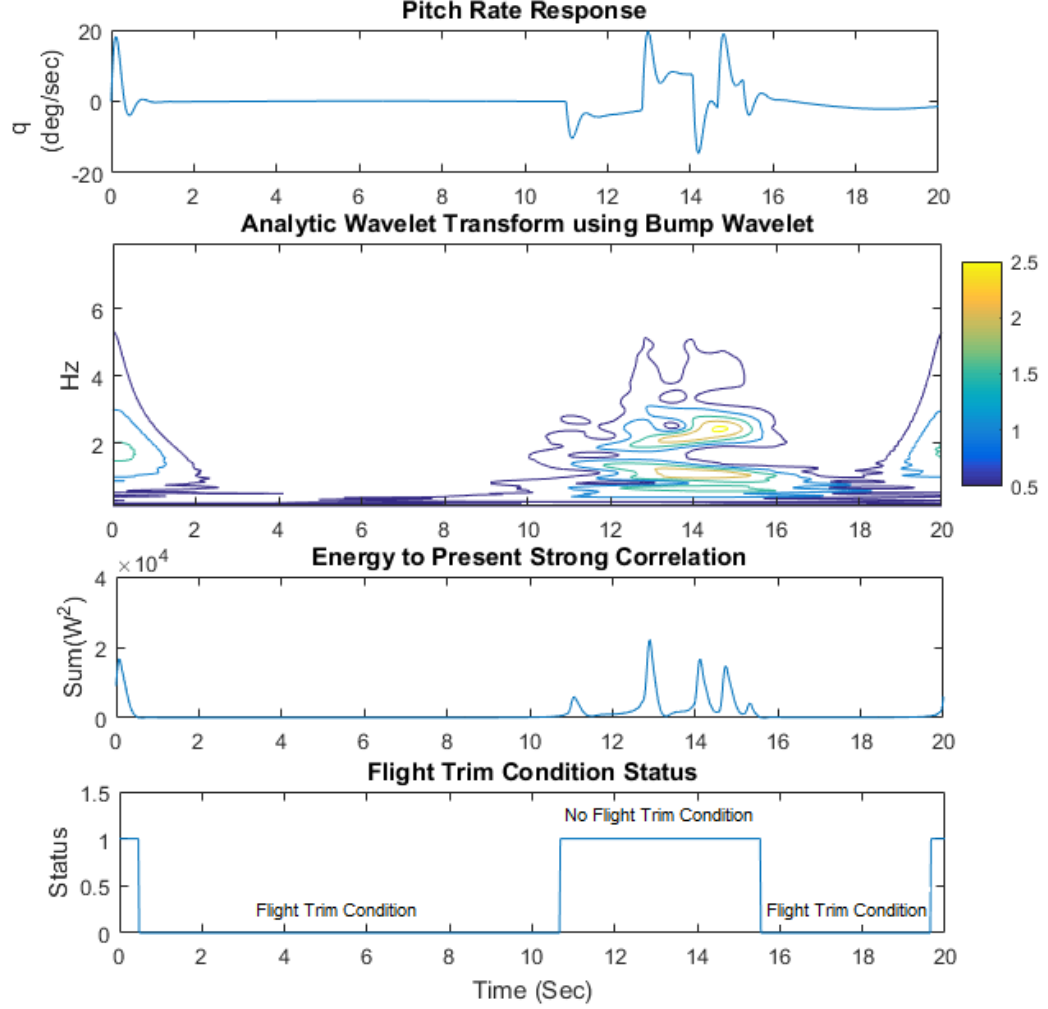 Pitch Rate Response
20
0
-20
q
(deg/sec)
0 2 4 6 8 10 12 14 16 18 20
Analytic Wavelet Transform using Bump Wavelet
6
4
2
Hz
0 2 4 6 8 10 12 14 16 18 20
2.5
2
1.5
1
0.5
Energy to Present Strong Correlation
×10^4
4
2
0
Sum(W^2)
0 2 4 6 8 10 12 14 16 18 20
Flight Trim Condition Status
1.5
1
0.5
0
Status
No Flight Trim Condition
Flight Trim Condition
Flight Trim Condition
0 2 4 6 8 10 12 14 16 18 20
Time (Sec)